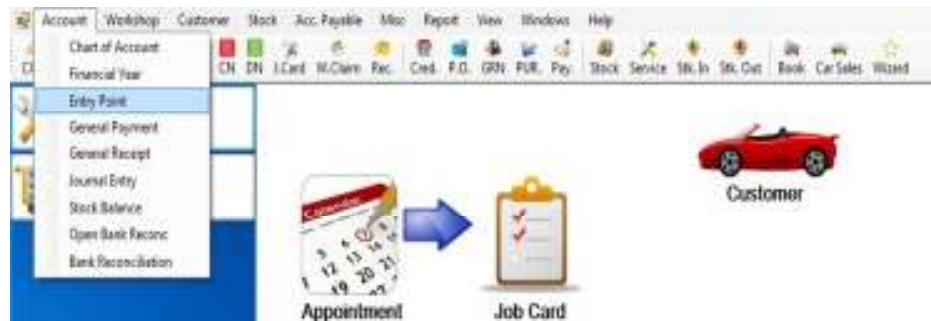 Account Workshop Customer Stock Acc. Payable Misc Report View Windows Help
CN DN J.Card W.Claim Rec. Cred. P.O. GRN PUR. Pay. Stock Service Stk. In Stk. Out Book Car Sales Wizard
Chart of Account
Financial Year
Entry Point
General Payment
General Receipt
Journal Entry
Stock Balance
Open Bank Reconc
Bank Reconciliation
Customer
Appointment Job Card